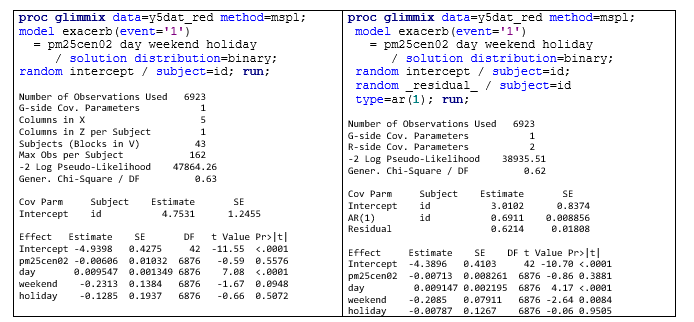 proc glimmix data=y5dat_red method=mspl;
model exacerb(event='1')
= pm25cen02 day weekend holiday
/ solution distribution=binary;
random intercept / subject=id; run;
Number of Observations Used 6923
G-side Cov. Parameters 1
Columns in X 5
Columns in Z per Subject 1
Subjects (Blocks in V) 43
Max Obs per Subject 162
-2 Log Pseudo-Likelihood 47864.26
Gener. Chi-Square / DF 0.63
Cov Parm Subject Estimate SE
Intercept id 4.7531 1.2455
Effect Estimate SE DF t Value Pr>|t|
Intercept -4.9398 0.4275 42 -11.55 <.0001
pm25cen02 -0.00606 0.01032 6876 -0.59 0.5576
day 0.009547 0.001349 6876 7.08 <.0001
weekend -0.2313 0.1384 6876 -1.67 0.0948
holiday -0.1285 0.1937 6876 -0.66 0.5072
proc glimmix data=y5dat_red method=mspl;
model exacerb(event='1')
= pm25cen02 day weekend holiday
/ solution distribution=binary;
random intercept / subject=id;
random _residual_ / subject=id
type=ar(1); run;
Number of Observations Used 6923
G-side Cov. Parameters 1
R-side Cov. Parameters 2
-2 Log Pseudo-Likelihood 38935.51
Gener. Chi-Square / DF 0.62
Cov Parm Subject Estimate SE
Intercept id 3.0102 0.8374
AR(1) id 0.6911 0.008856
Residual 0.6214 0.01808
Effect Estimate SE DF t Value Pr>|t|
Intercept -4.3896 0.4103 42 -10.70 <.0001
pm25cen02 -0.00713 0.008261 6876 -0.86 0.3881
day 0.009147 0.002195 6876 4.17 <.0001
weekend -0.2085 0.07911 6876 -2.64 0.0084
holiday -0.00787 0.1267 6876 -0.06 0.9505